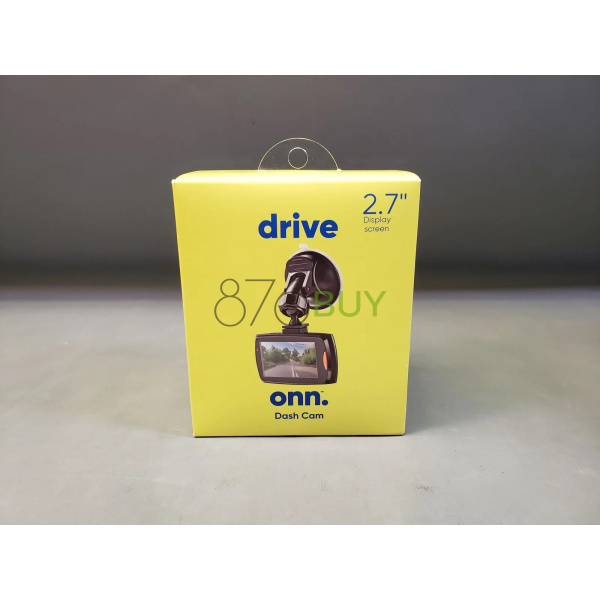 drive
2.7"
Display
screen
876BUY
onn.
Dash Cam